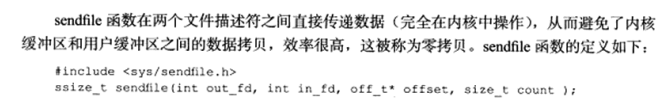 sendfile 函数在两个文件描述符之间直接传递数据（完全在内核中操作），从而避免了内核
缓冲区和用户缓冲区之间的数据拷贝，效率很高，这被称为零拷贝。sendfile 函数的定义如下：
#include <sys/sendfile.h>
ssize_t sendfile(int out_fd, int in_fd, off_t* offset, size_t count );